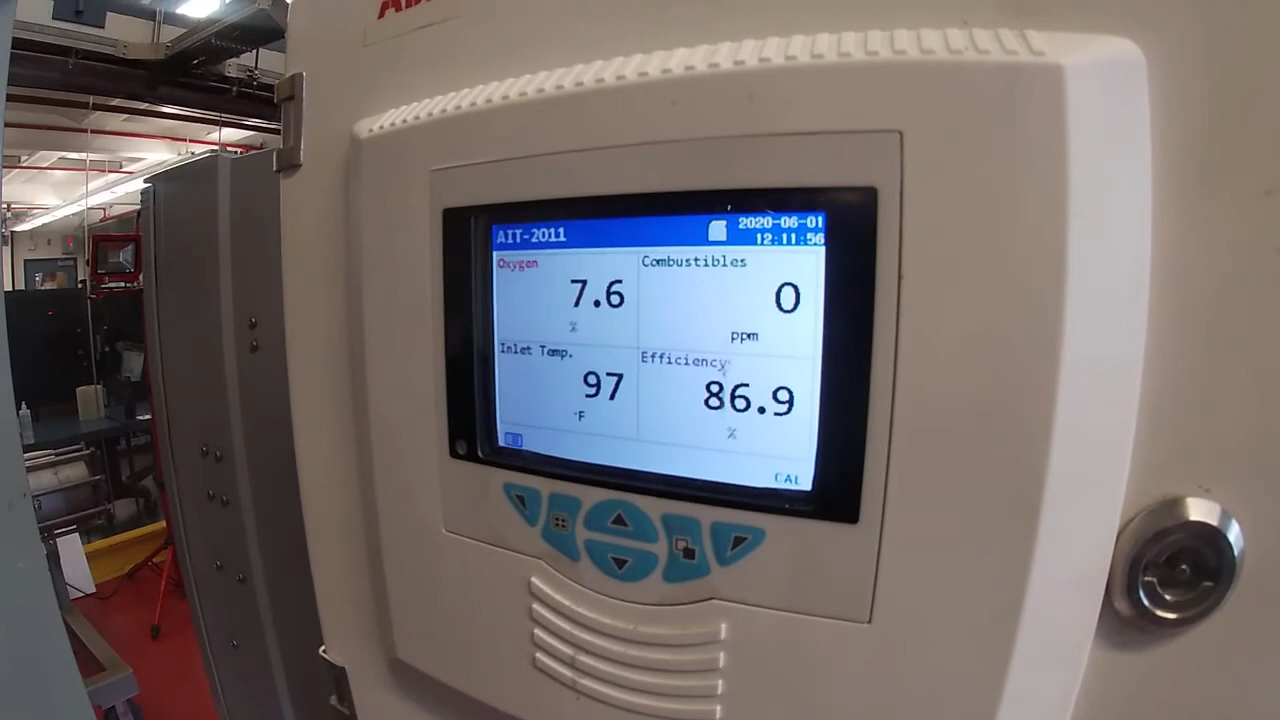 AIT-2011
2020-06-01
12:11:56
Oxygen
7.6
%
Combustibles
0
ppm
Inlet Temp.
97
°F
Efficiency
86.9
%
CAL